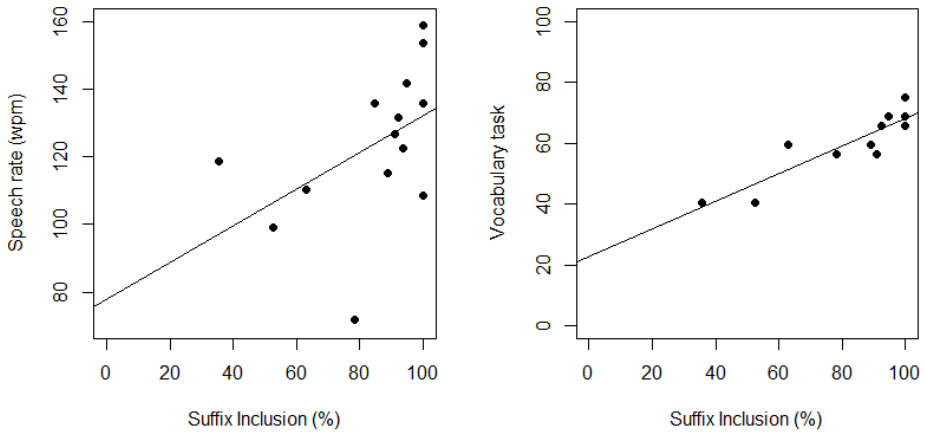 Speech rate (wpm)
160
140
120
100
80
0 20 40 60 80 100
Suffix Inclusion (%)
Vocabulary task
100
80
60
40
20
0
0 20 40 60 80 100
Suffix Inclusion (%)